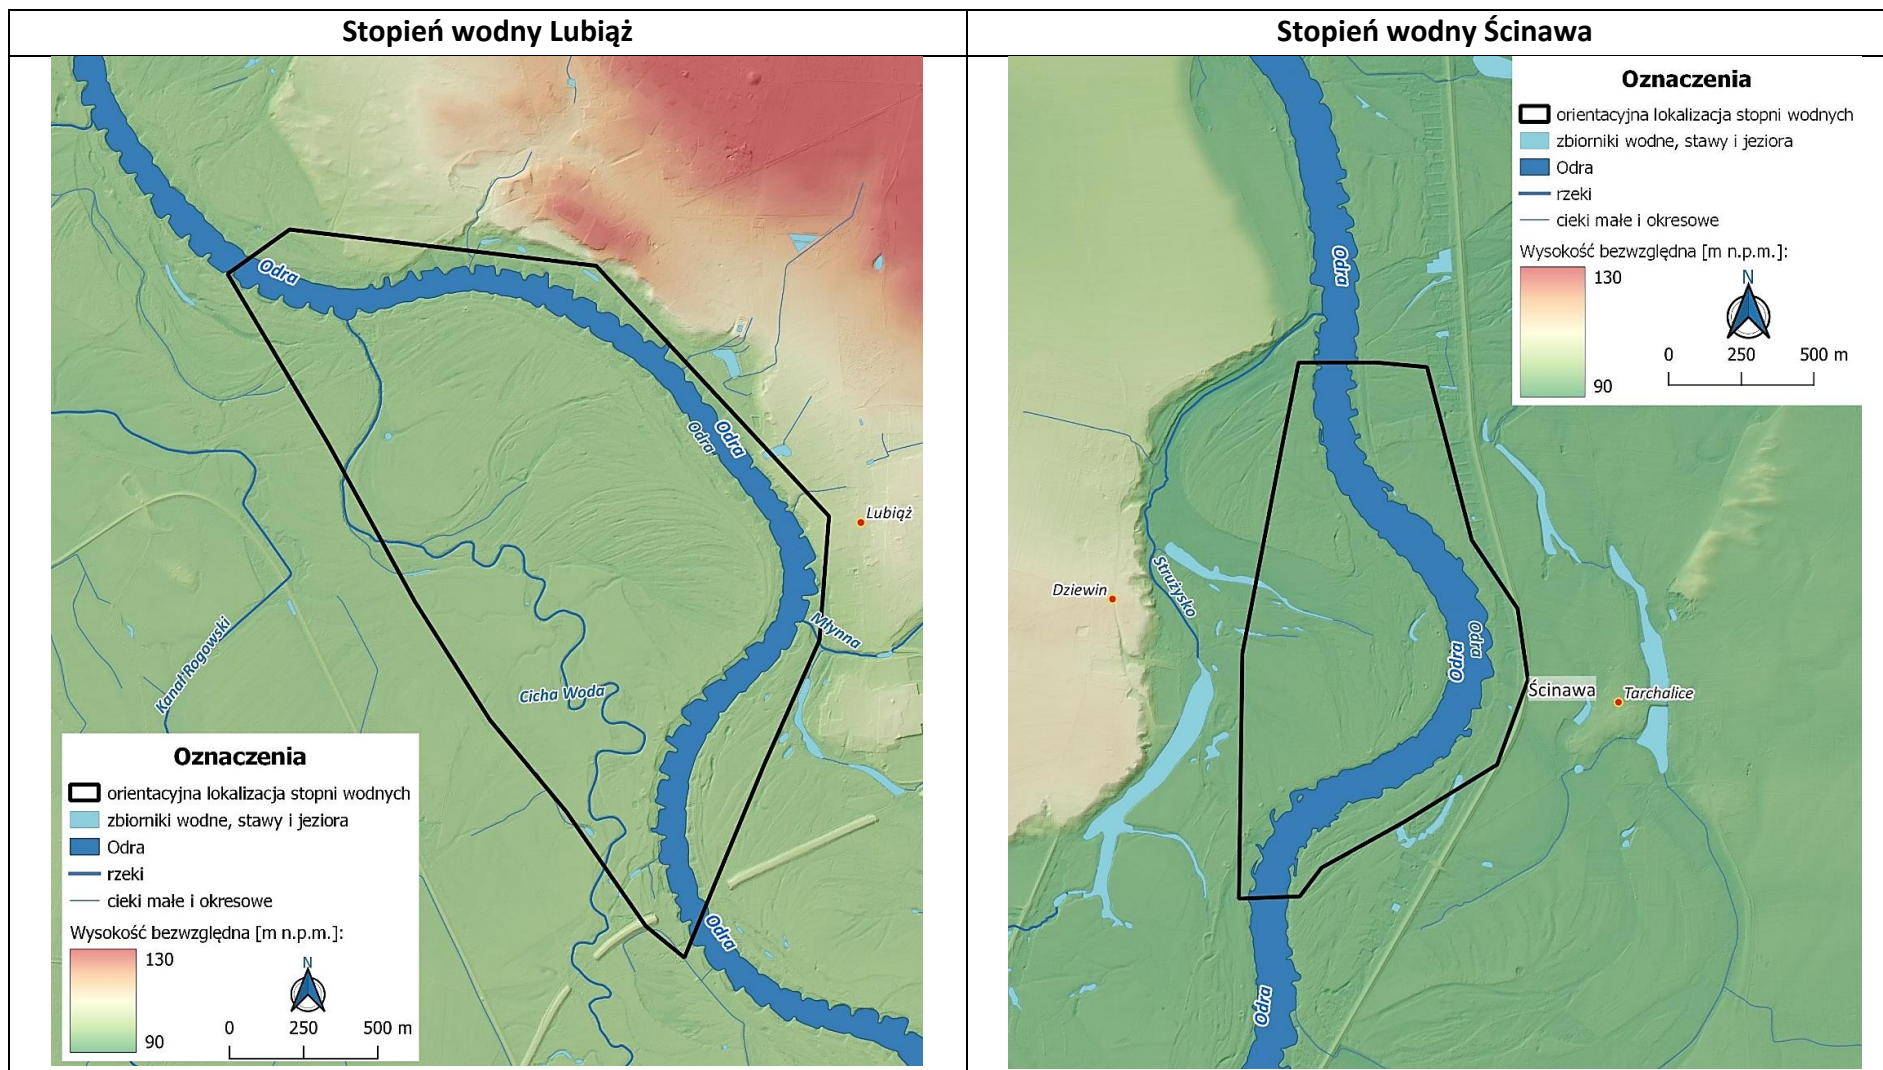 Stopień wodny Lubiąż
Odra
Odra
Odra
Lubiąż
Młynna
Kanał Rogowski
Cicha Woda
Odra
Oznaczenia
orientacyjna lokalizacja stopni wodnych
zbiorniki wodne, stawy i jeziora
Odra
rzeki
cieki małe i okresowe
Wysokość bezwzględna [m n.p.m.]:
130
90
N
0 250 500 m
Stopień wodny Ścinawa
Oznaczenia
orientacyjna lokalizacja stopni wodnych
zbiorniki wodne, stawy i jeziora
Odra
rzeki
cieki małe i okresowe
Wysokość bezwzględna [m n.p.m.]:
130
90
N
0 250 500 m
Odra
Dziewin
Strużysko
Odra
Odra
Ścinawa
Tarchalice
Odra